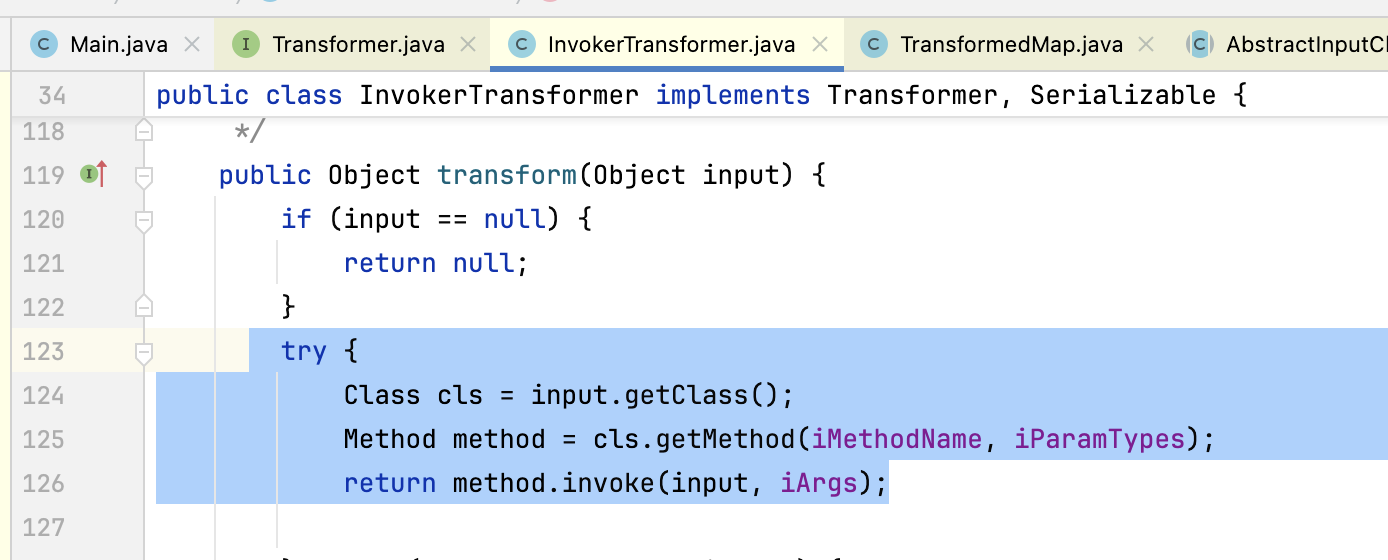 Main.java Transformer.java InvokerTransformer.java TransformedMap.java AbstractInputCl
34 public class InvokerTransformer implements Transformer, Serializable {
118 */
119 public Object transform(Object input) {
120 if (input == null) {
121 return null;
122 }
123 try {
124 Class cls = input.getClass();
125 Method method = cls.getMethod(iMethodName, iParamTypes);
126 return method.invoke(input, iArgs);
127